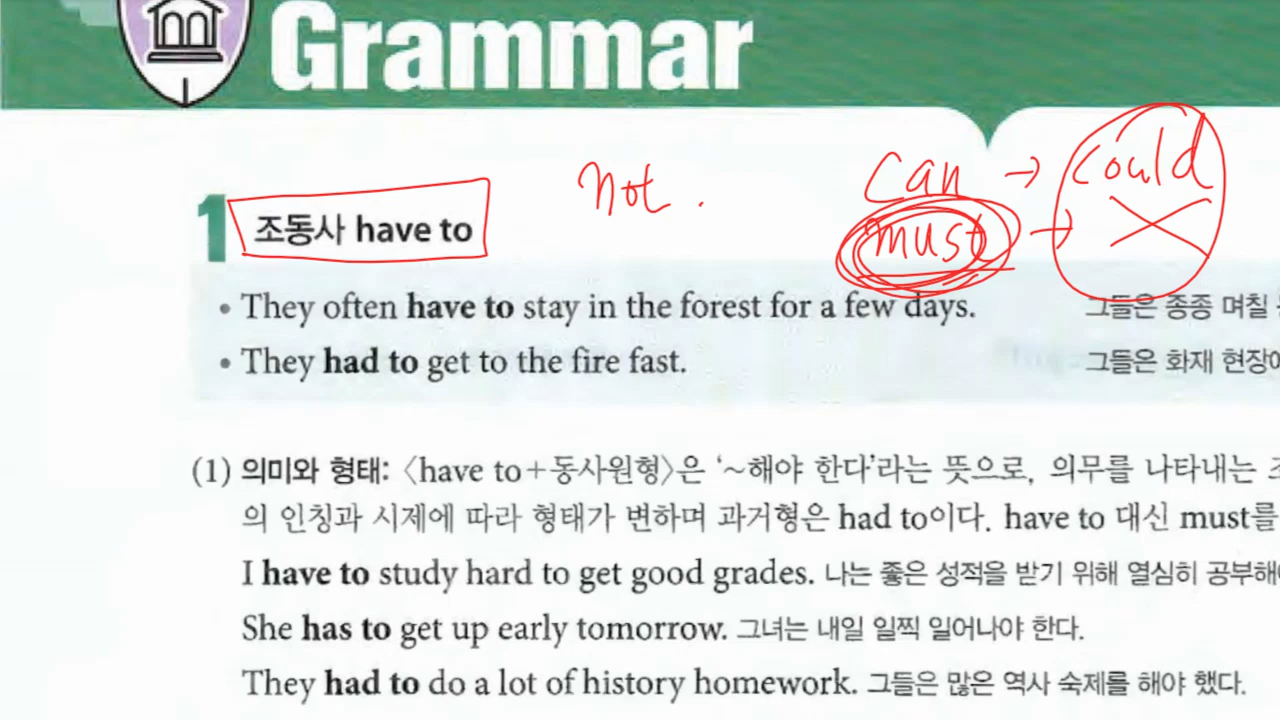 Grammar
not.
can → could
must → X
1 조동사 have to
• They often have to stay in the forest for a few days. 그들은 종종 며칠
• They had to get to the fire fast. 그들은 화재 현장에
(1) 의미와 형태: 〈have to+동사원형〉은 ‘~해야 한다’라는 뜻으로, 의무를 나타내는
의 인칭과 시제에 따라 형태가 변하며 과거형은 had to이다. have to 대신 must를
I have to study hard to get good grades. 나는 좋은 성적을 받기 위해 열심히 공부해야
She has to get up early tomorrow. 그녀는 내일 일찍 일어나야 한다.
They had to do a lot of history homework. 그들은 많은 역사 숙제를 해야 했다.